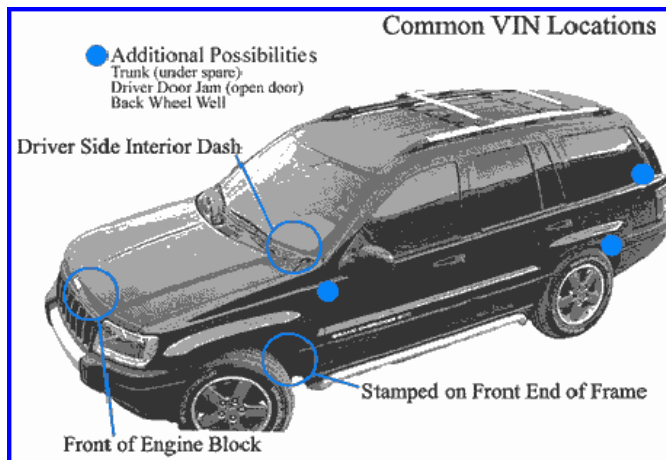 Common VIN Locations
Additional Possibilities
Trunk (under spare)
Driver Door Jam (open door)
Back Wheel Well
Driver Side Interior Dash
Stamped on Front End of Frame
Front of Engine Block